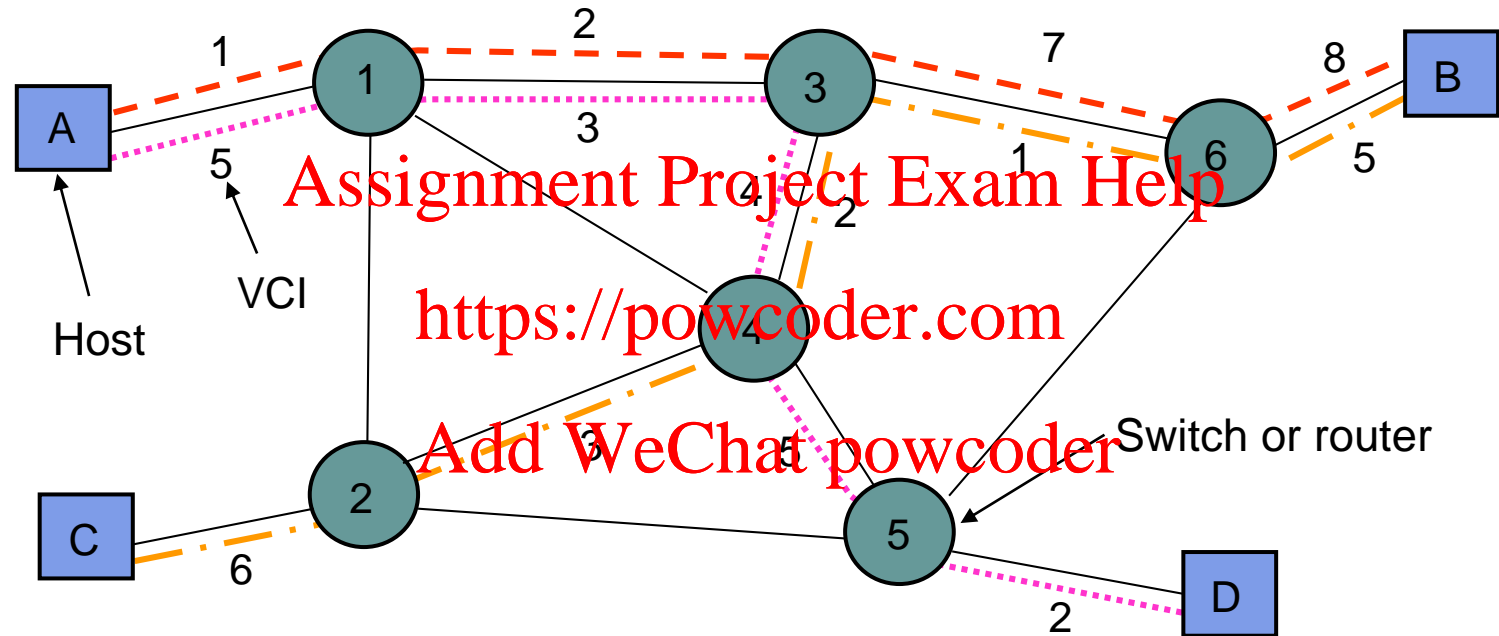 1
2
7
8
A
1
3
B
3
6
5
5
1
Assignment Project Exam Help
4
2
VCI
Host
https://powcoder.com
4
Switch or router
Add WeChat powcoder
3
5
2
C
5
6
D
2